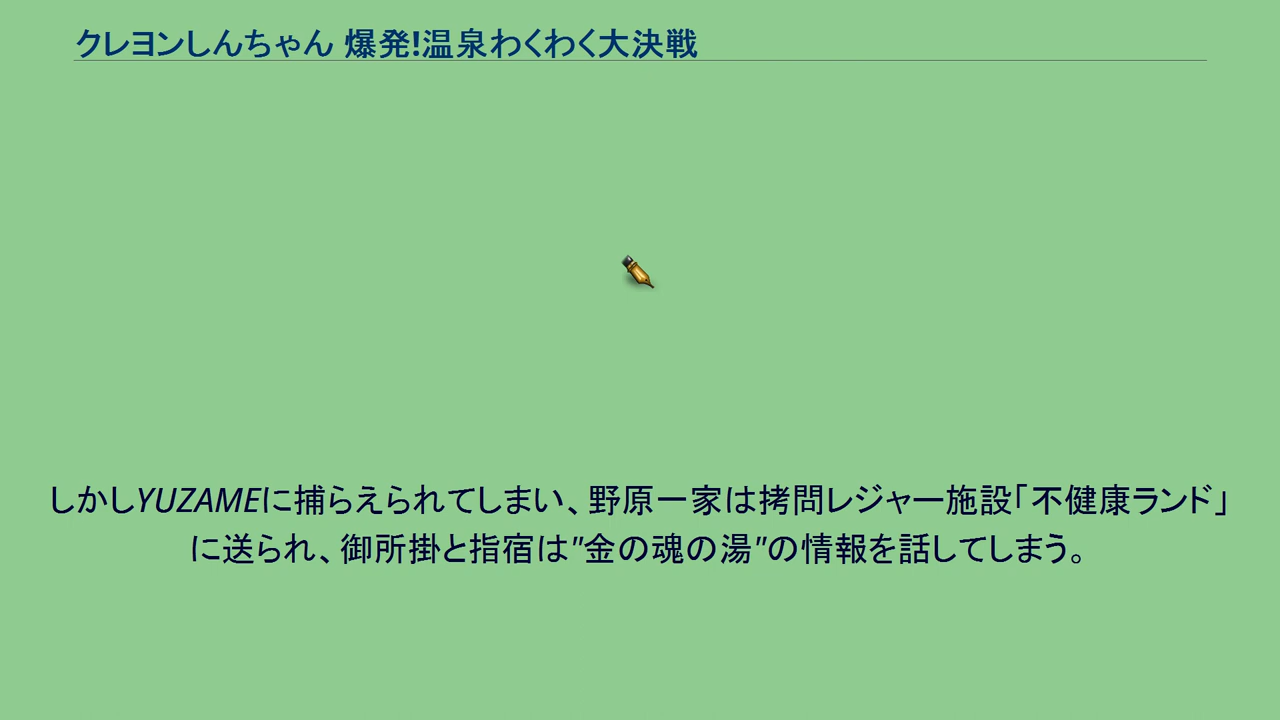 クレヨンしんちゃん 爆発!温泉わくわく大決戦
しかしYUZAMEに捕らえられてしまい、野原一家は拷問レジャー施設「不健康ランド」
に送られ、御所掛と指宿は"金の魂の湯"の情報を話してしまう。